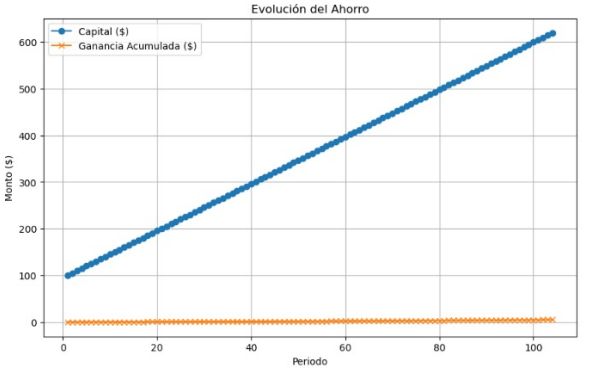 Evolución del Ahorro
Capital ($)
Ganancia Acumulada ($)
600
500
400
300
200
100
0
Monto ($)
0 20 40 60 80 100
Periodo